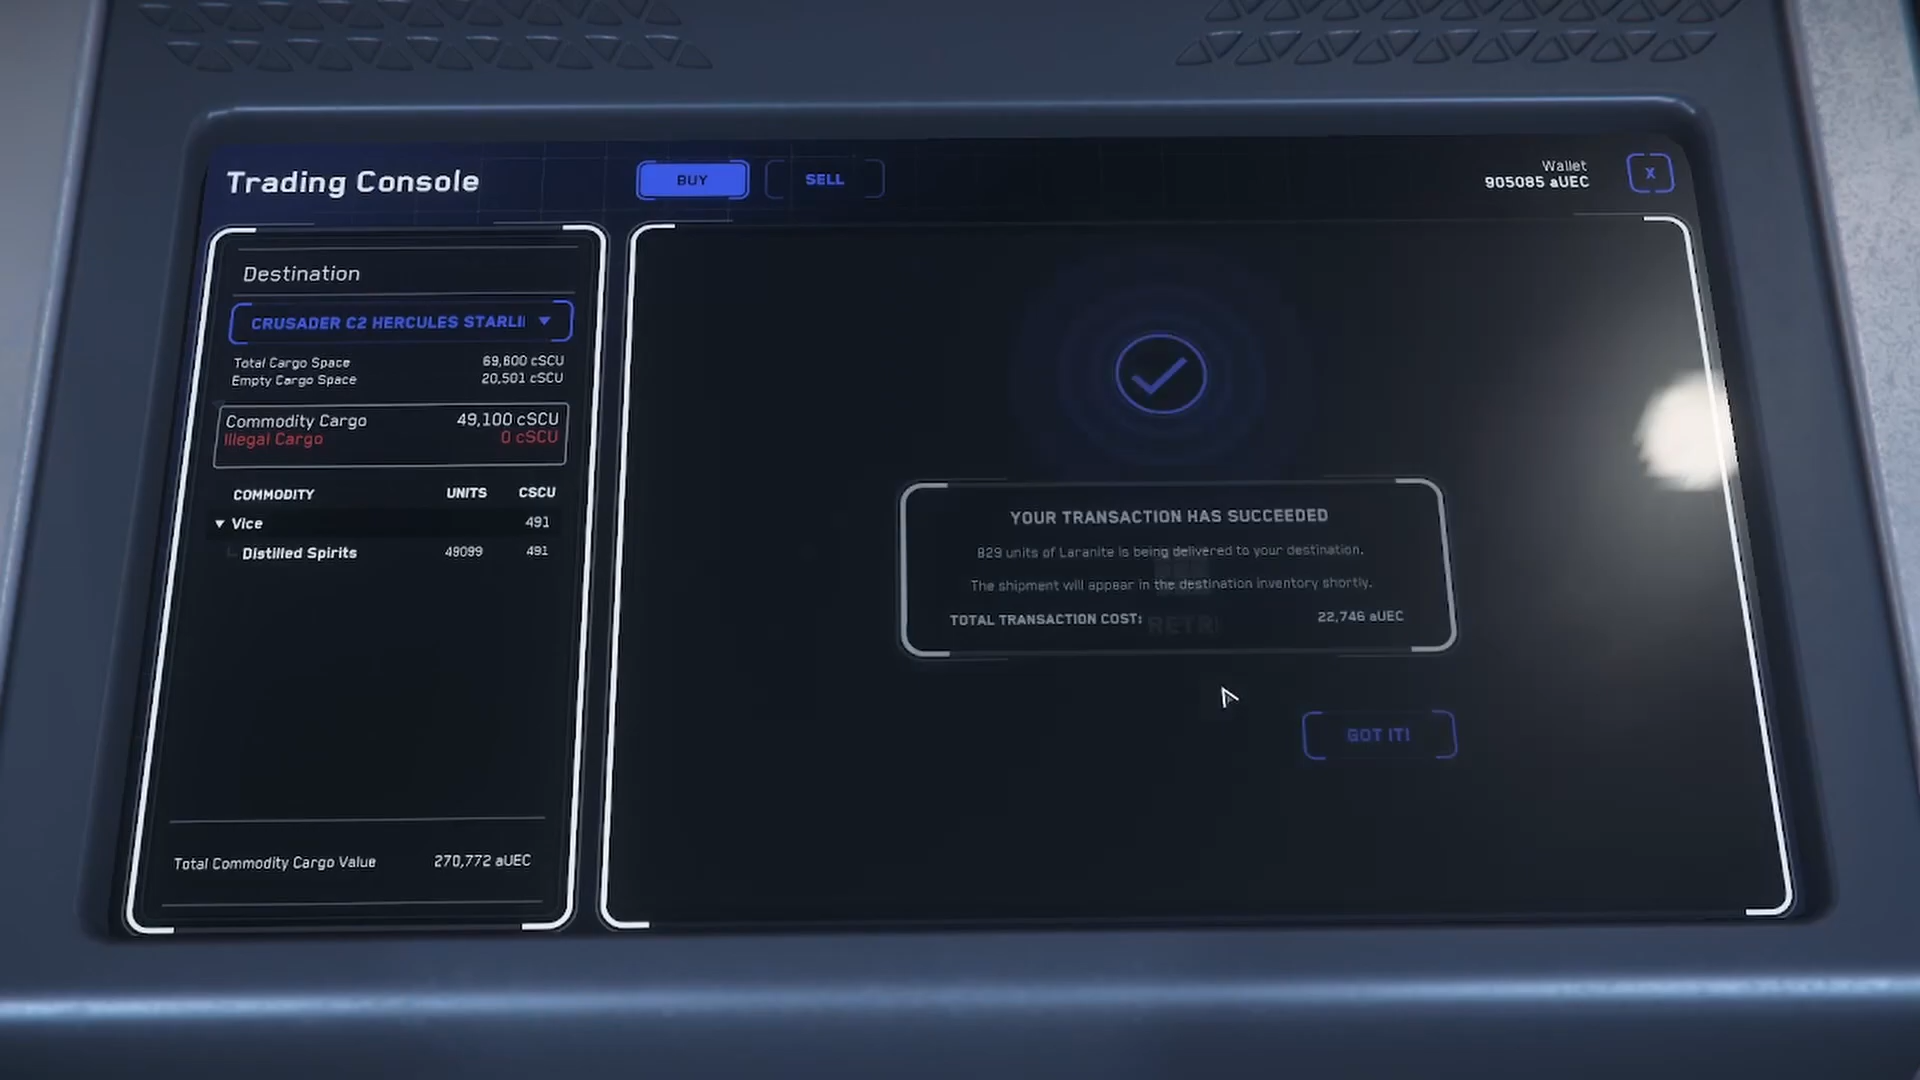 Trading Console
BUY
SELL
Wallet
905085 aUEC
X
Destination
CRUSADER C2 HERCULES STARLI
Total Cargo Space 69,600 cSCU
Empty Cargo Space 20,501 cSCU
Commodity Cargo 49,100 cSCU
Illegal Cargo 0 cSCU
COMMODITY UNITS CSCU
Vice 491
Distilled Spirits 49099 491
Total Commodity Cargo Value 270,772 aUEC
YOUR TRANSACTION HAS SUCCEEDED
829 units of Laranite is being delivered to your destination.
The shipment will appear in the destination inventory shortly.
TOTAL TRANSACTION COST: 22,746 aUEC
GOT IT!